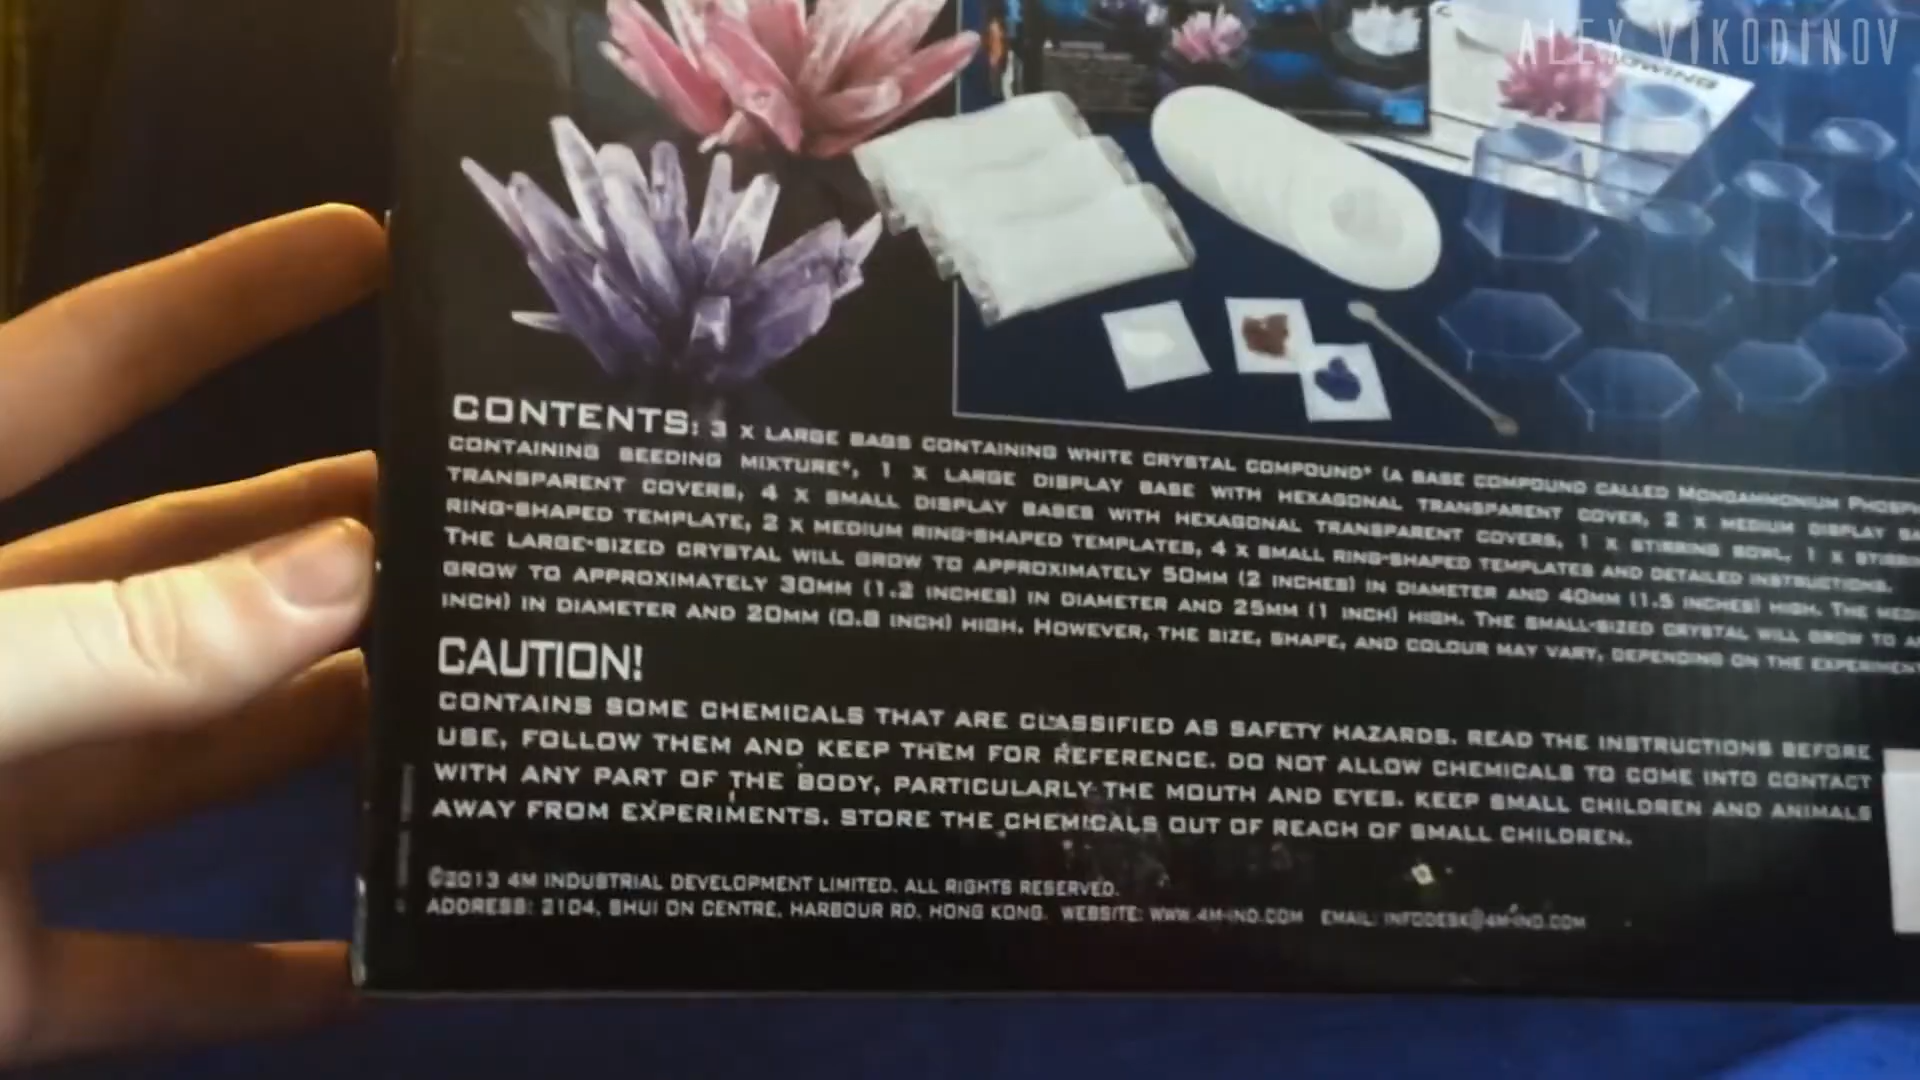 ALEX VIKODINOV
CONTENTS: 3 X LARGE BAGS CONTAINING WHITE CRYSTAL COMPOUND* (A BASE COMPOUND CALLED MONOAMMONIUM
CONTAINING SEEDING MIXTURE*, 1 X LARGE DISPLAY BASE WITH HEXAGONAL TRANSPARENT COVER, 2 X MEDIUM DISPLAY
TRANSPARENT COVERS, 4 X SMALL DISPLAY BASES WITH HEXAGONAL TRANSPARENT COVERS, 1 X STIRRING BOWL, 1 X
RING-SHAPED TEMPLATE, 2 X MEDIUM RING-SHAPED TEMPLATES, 4 X SMALL RING-SHAPED TEMPLATES AND DETAILED INSTRUCTIONS.
THE LARGE-SIZED CRYSTAL WILL GROW TO APPROXIMATELY 50MM (2 INCHES) IN DIAMETER AND 40MM (1.5 INCHES) HIGH. THE
GROW TO APPROXIMATELY 30MM (1.2 INCHES) IN DIAMETER AND 25MM (1 INCH) HIGH. THE SMALL-SIZED CRYSTAL WILL GROW TO
INCH) IN DIAMETER AND 20MM (0.8 INCH) HIGH. HOWEVER, THE SIZE, SHAPE, AND COLOUR MAY VARY, DEPENDING ON THE
CAUTION!
CONTAINS SOME CHEMICALS THAT ARE CLASSIFIED AS SAFETY HAZARDS. READ THE INSTRUCTIONS BEFORE
USE, FOLLOW THEM AND KEEP THEM FOR REFERENCE. DO NOT ALLOW CHEMICALS TO COME INTO CONTACT
WITH ANY PART OF THE BODY, PARTICULARLY THE MOUTH AND EYES. KEEP SMALL CHILDREN AND ANIMALS
AWAY FROM EXPERIMENTS. STORE THE CHEMICALS OUT OF REACH OF SMALL CHILDREN.
©2013 4M INDUSTRIAL DEVELOPMENT LIMITED. ALL RIGHTS RESERVED.
ADDRESS: 2104, SHUI ON CENTRE, HARBOUR RD, HONG KONG. WEBSITE: WWW.4M-IND.COM EMAIL: INFODESK@4M-IND.COM